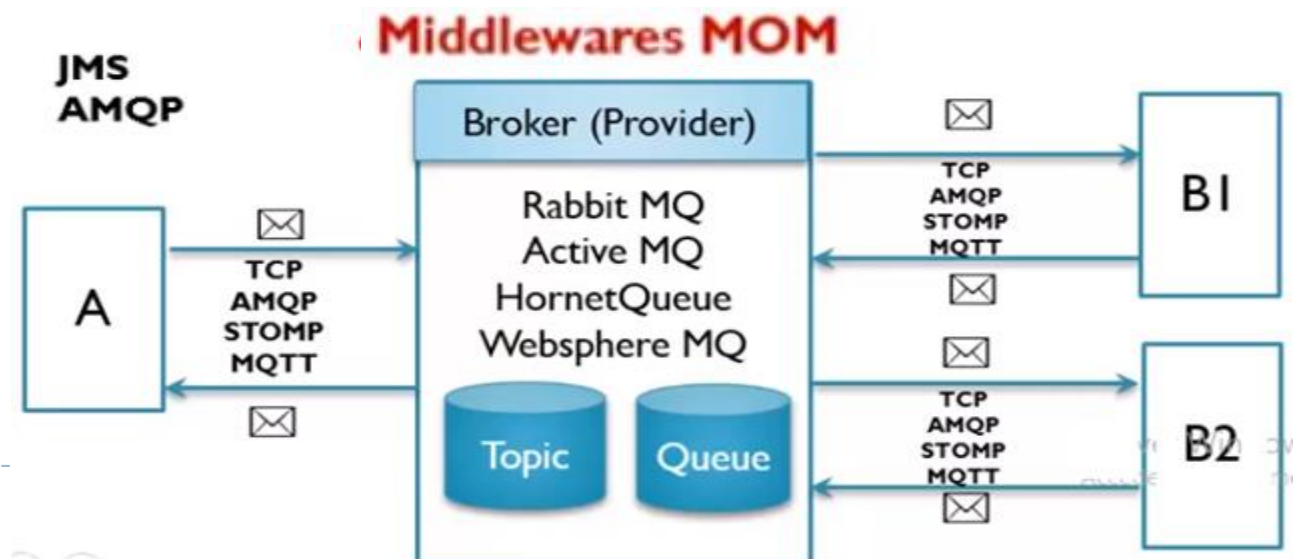 Middlewares MOM
JMS
AMQP
Broker (Provider)
Rabbit MQ
Active MQ
HornetQueue
Websphere MQ
Topic
Queue
A
TCP
AMQP
STOMP
MQTT
TCP
AMQP
STOMP
MQTT
B1
TCP
AMQP
STOMP
MQTT
B2